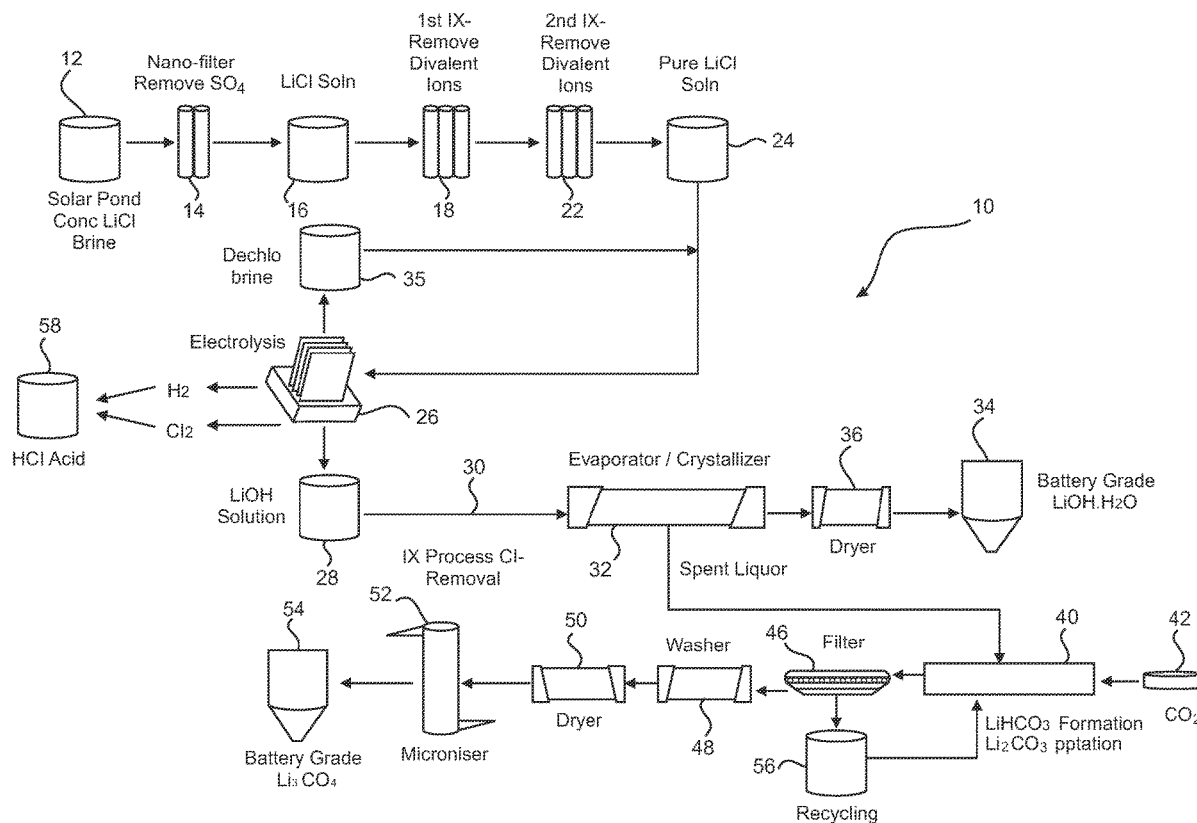 12
Nano-filter
Remove SO₄
LiCl Soln
1st IX-
Remove
Divalent
Ions
2nd IX-
Remove
Divalent
Ions
Pure LiCl
Soln
24
Solar Pond
Conc LiCl
Brine
14
16
18
22
10
Dechlo
brine
35
58
Electrolysis
H₂
Cl₂
26
HCl Acid
LiOH
Solution
28
30
Evaporator / Crystallizer
32
36
Dryer
34
Battery Grade
LiOH.H₂O
IX Process Cl-
Removal
Spent Liquor
54
52
50
Washer
46
Filter
40
42
CO₂
Battery Grade
Li₃CO₄
Microniser
Dryer
48
56
Recycling
LiHCO₃ Formation
Li₂CO₃ pptation